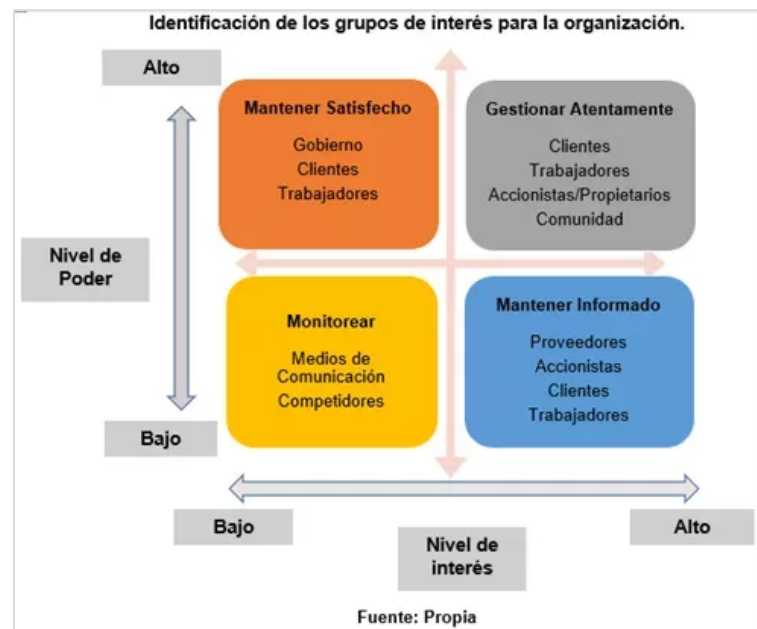 Identificación de los grupos de interés para la organización.
Alto
Mantener Satisfecho
Gobierno
Clientes
Trabajadores
Gestionar Atentamente
Clientes
Trabajadores
Accionistas/Propietarios
Comunidad
Nivel de
Poder
Monitorear
Medios de
Comunicación
Competidores
Mantener Informado
Proveedores
Accionistas
Clientes
Trabajadores
Bajo
Bajo
Nivel de
interés
Alto
Fuente: Propia